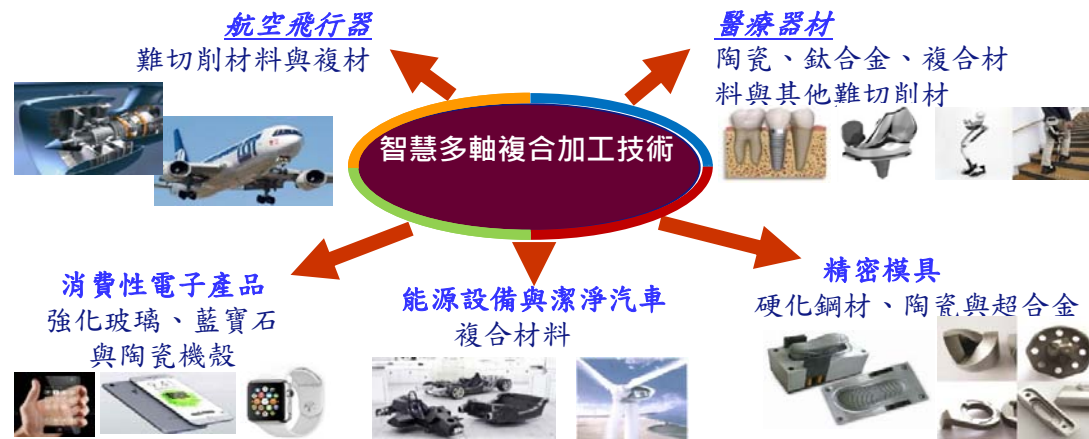 航空飛行器
難切削材料與複材
醫療器材
陶瓷、鈦合金、複合材
料與其他難切削材
智慧多軸複合加工技術
消費性電子產品
強化玻璃、藍寶石
與陶瓷機殼
能源設備與潔淨汽車
複合材料
精密模具
硬化鋼材、陶瓷與超合金
LOT